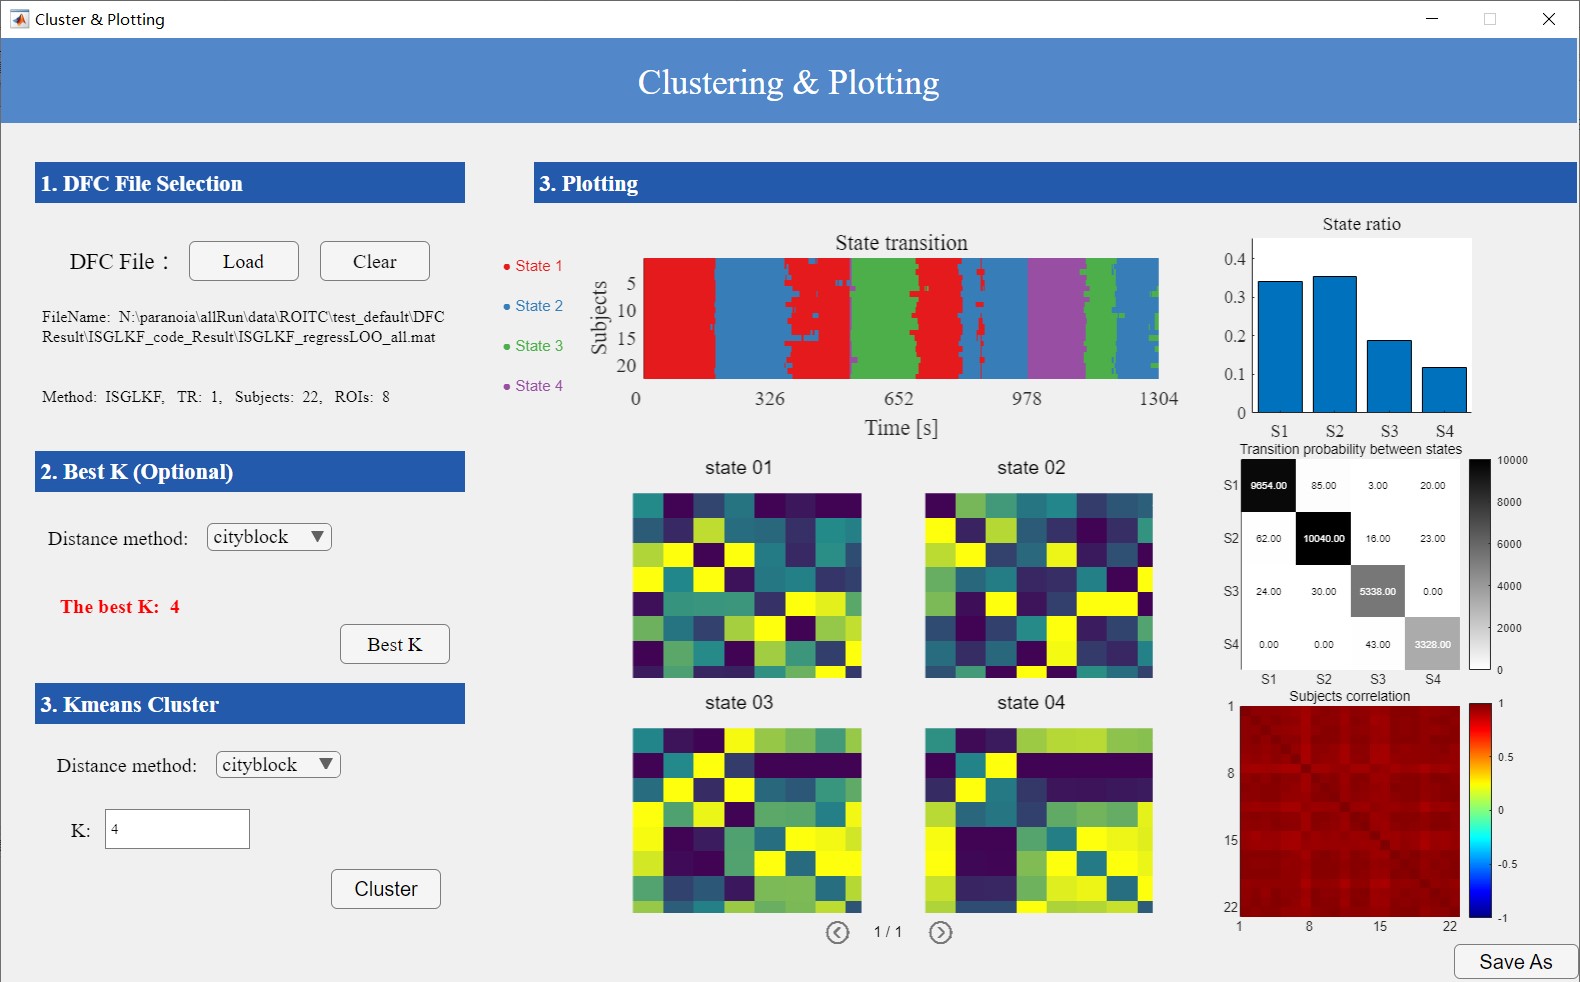 Cluster & Plotting
Clustering & Plotting
1. DFC File Selection
DFC File :
Load
Clear
FileName: N:\paranoia\allRun\data\ROITC\test_default\DFC
Result\ISGLKF_code_Result\ISGLKF_regressLOO_all.mat
Method: ISGLKF, TR: 1, Subjects: 22, ROIs: 8
2. Best K (Optional)
Distance method:
cityblock
The best K: 4
Best K
3. Kmeans Cluster
Distance method:
cityblock
K:
4
Cluster
3. Plotting
State 1
State 2
State 3
State 4
State transition
Subjects
5
10
15
20
0 326 652 978 1304
Time [s]
state 01
state 02
state 03
state 04
1 / 1
State ratio
0.4
0.3
0.2
0.1
0
S1 S2 S3 S4
Transition probability between states
S1 9654.00 85.00 3.00 20.00
S2 62.00 10040.00 16.00 23.00
S3 24.00 30.00 5338.00 0.00
S4 0.00 0.00 43.00 3328.00
S1 S2 S3 S4
10000
8000
6000
4000
2000
0
Subjects correlation
1
8
15
22
1 8 15 22
1
0.5
0
-0.5
-1
Save As